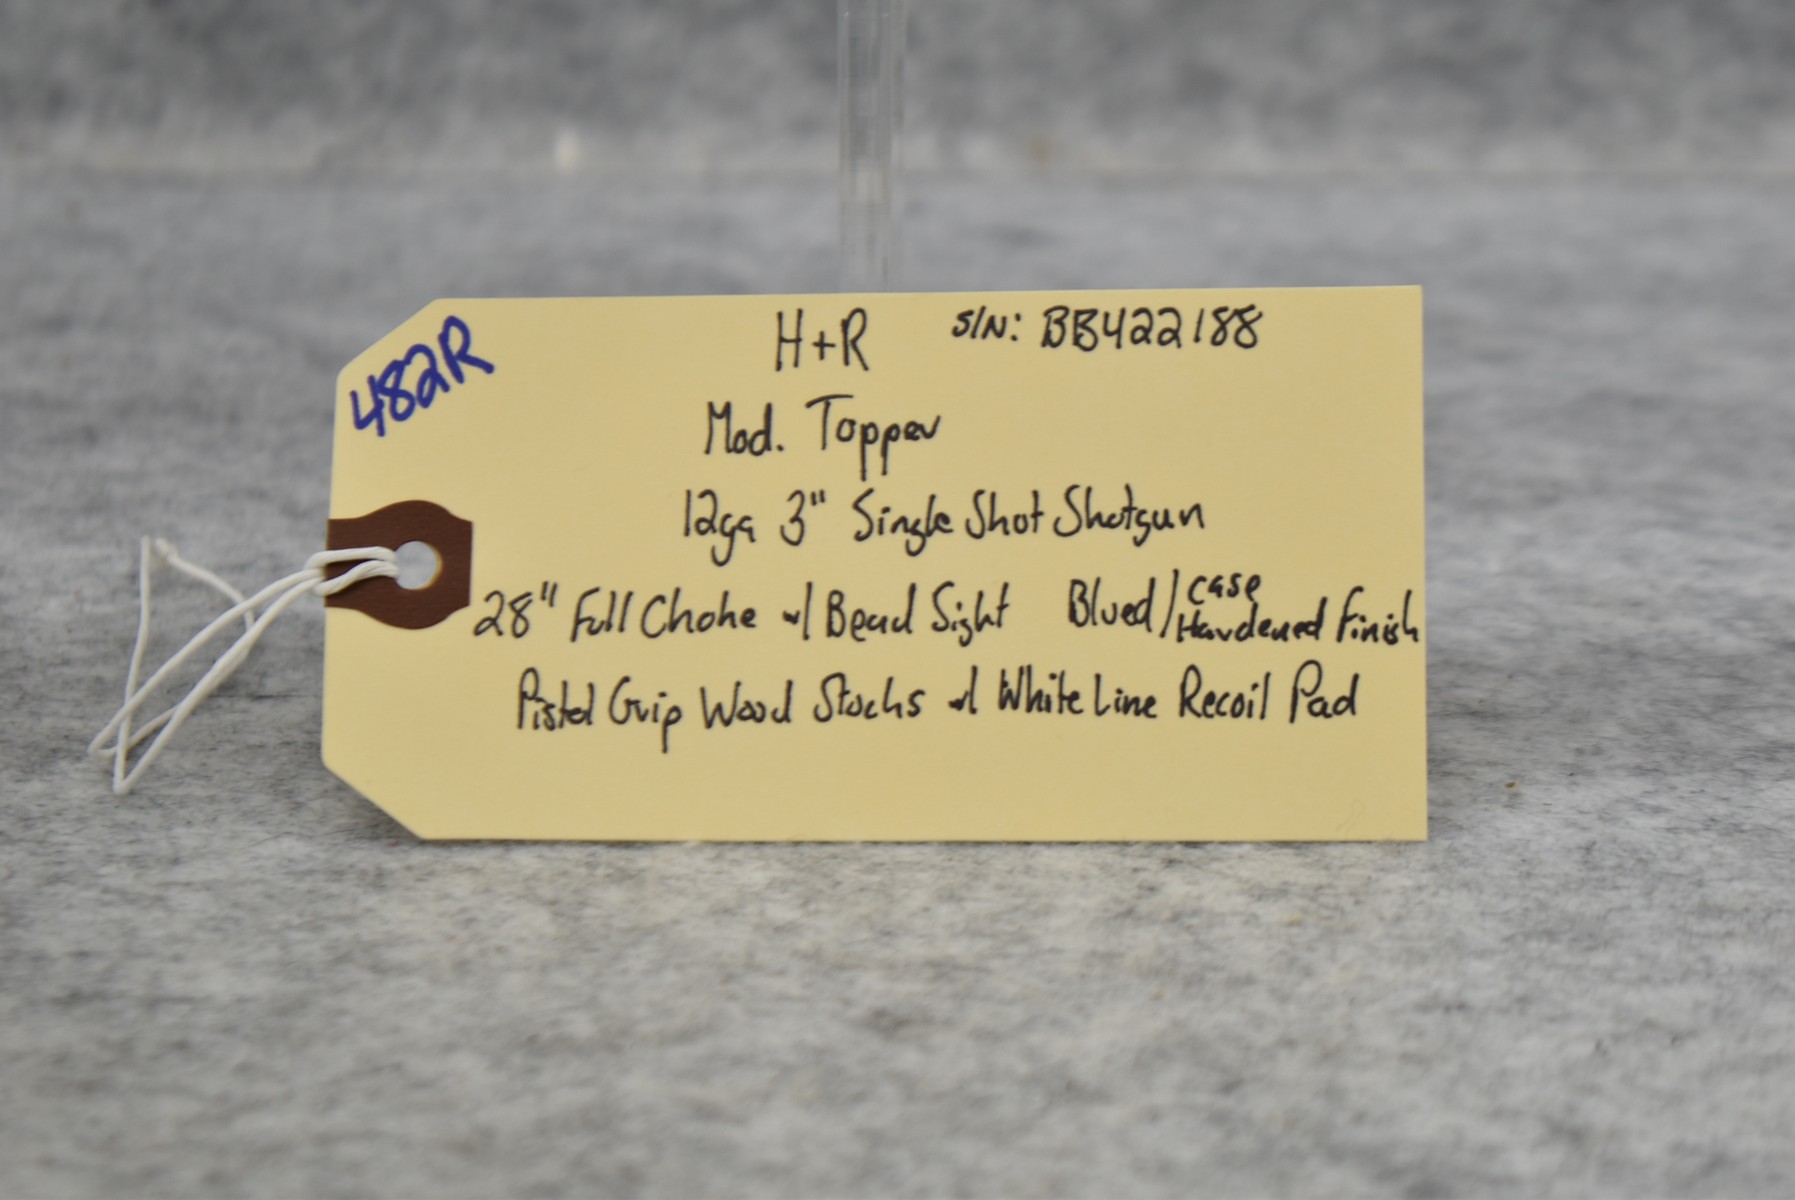 482R
H+R S/N: BB422188
Mod. Topper
12ga 3" Single Shot Shotgun
28" Full Choke w/ Bead Sight Blued/Case Hardened Finish
Pistol Grip Wood Stocks w/ White Line Recoil Pad